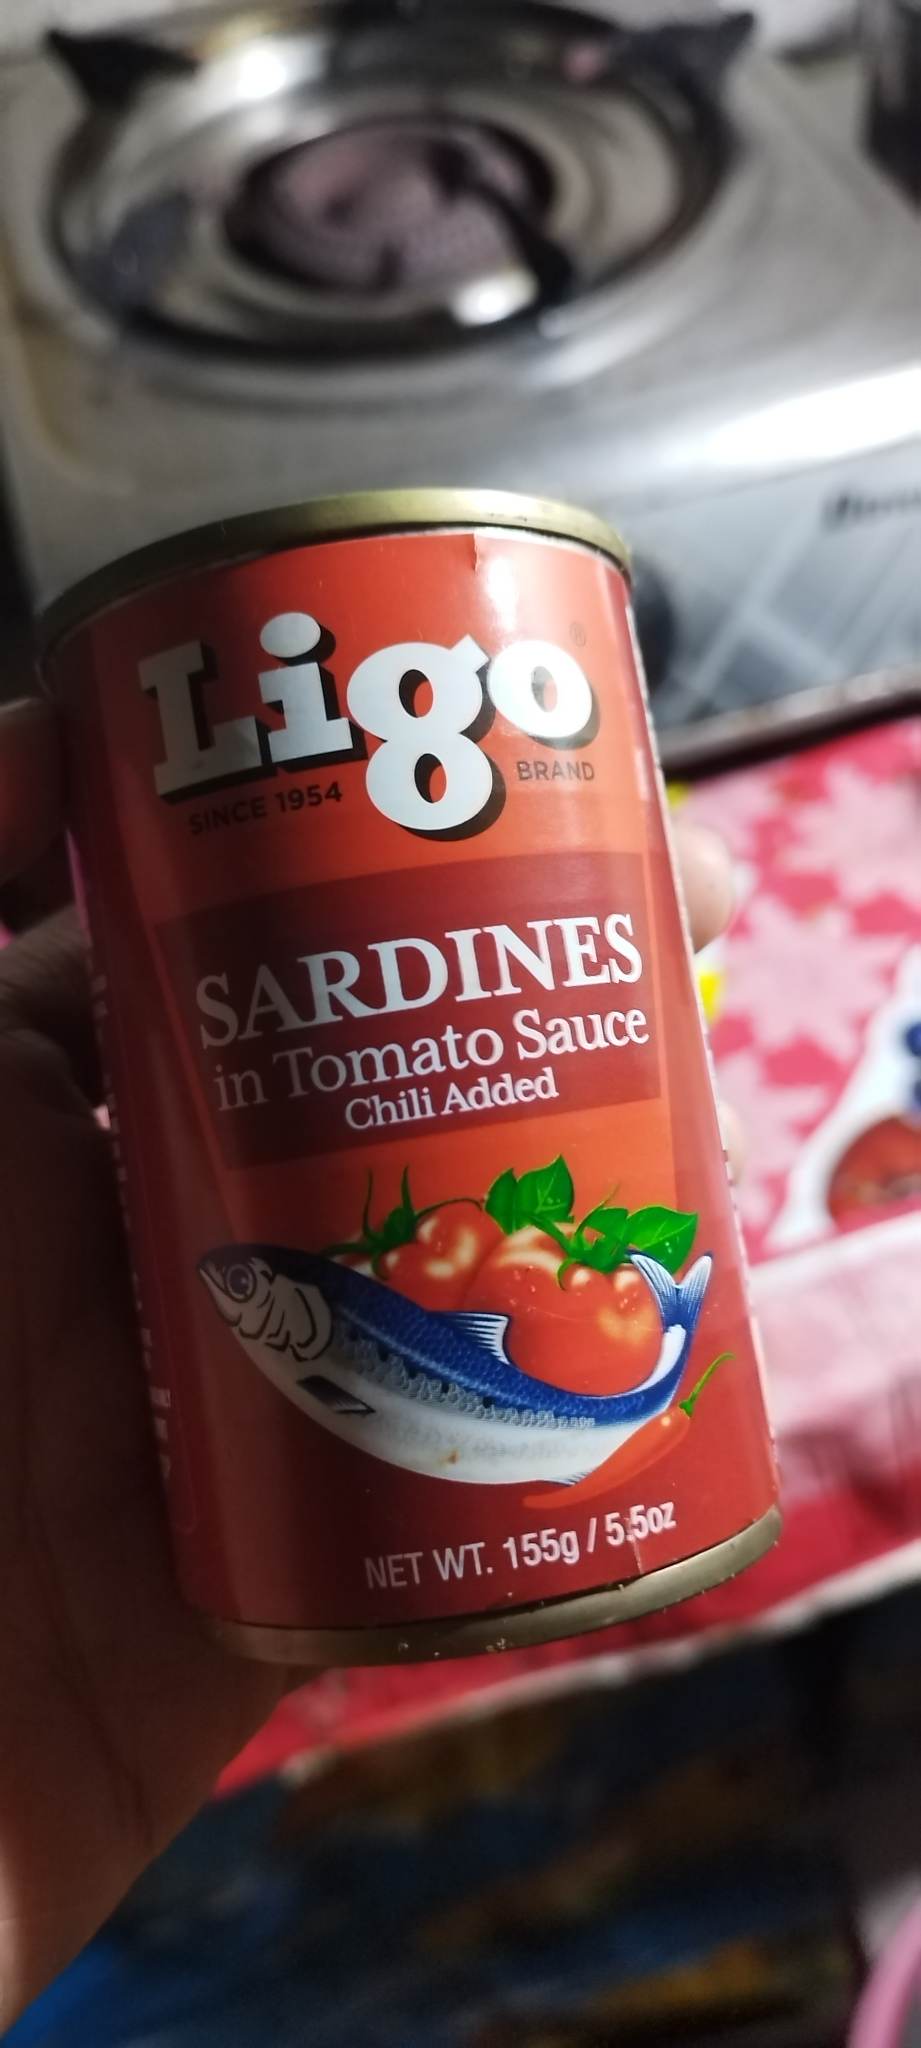 Ligo®
SINCE 1954
BRAND
SARDINES
in Tomato Sauce
Chili Added
NET WT. 155g / 5.5oz